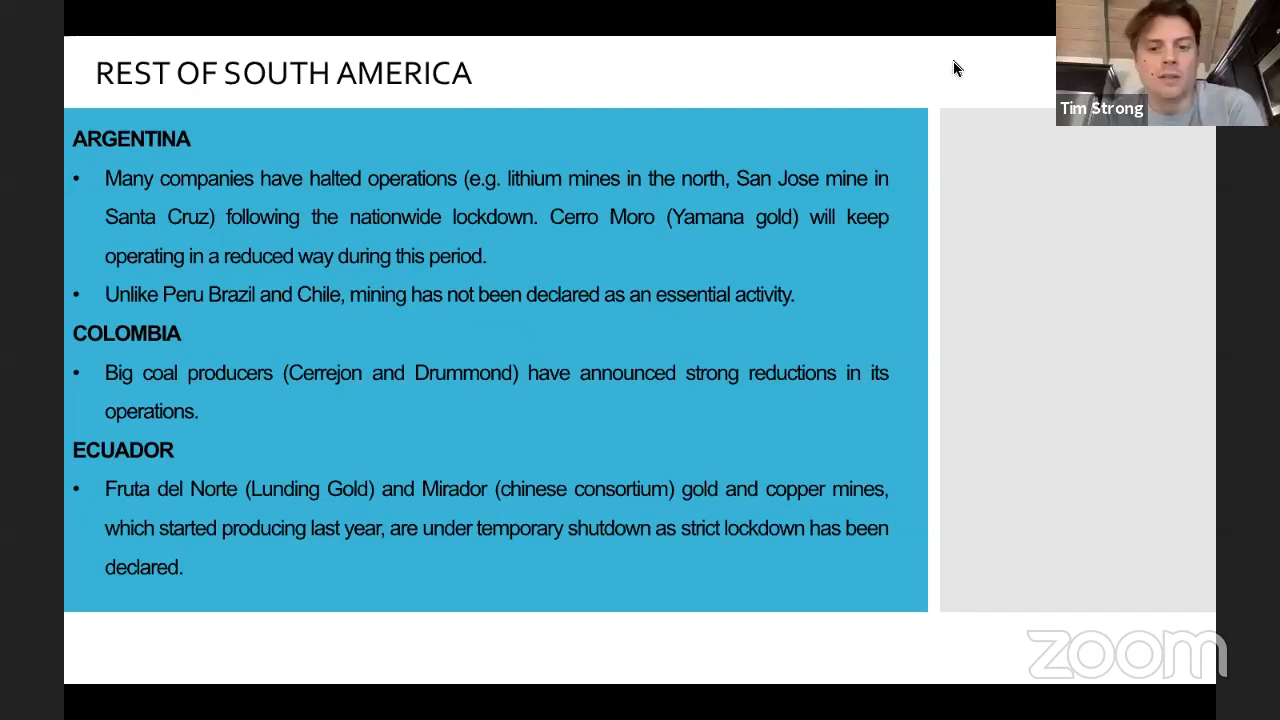 REST OF SOUTH AMERICA
Tim Strong
ARGENTINA
• Many companies have halted operations (e.g. lithium mines in the north, San Jose mine in
Santa Cruz) following the nationwide lockdown. Cerro Moro (Yamana gold) will keep
operating in a reduced way during this period.
• Unlike Peru Brazil and Chile, mining has not been declared as an essential activity.
COLOMBIA
• Big coal producers (Cerrejon and Drummond) have announced strong reductions in its
operations.
ECUADOR
• Fruta del Norte (Lunding Gold) and Mirador (chinese consortium) gold and copper mines,
which started producing last year, are under temporary shutdown as strict lockdown has been
declared.
zoom